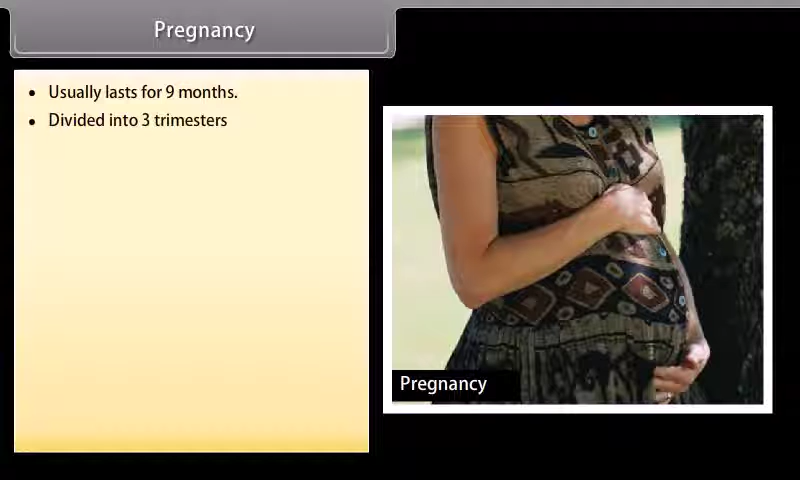 Pregnancy
• Usually lasts for 9 months.
• Divided into 3 trimesters
Pregnancy